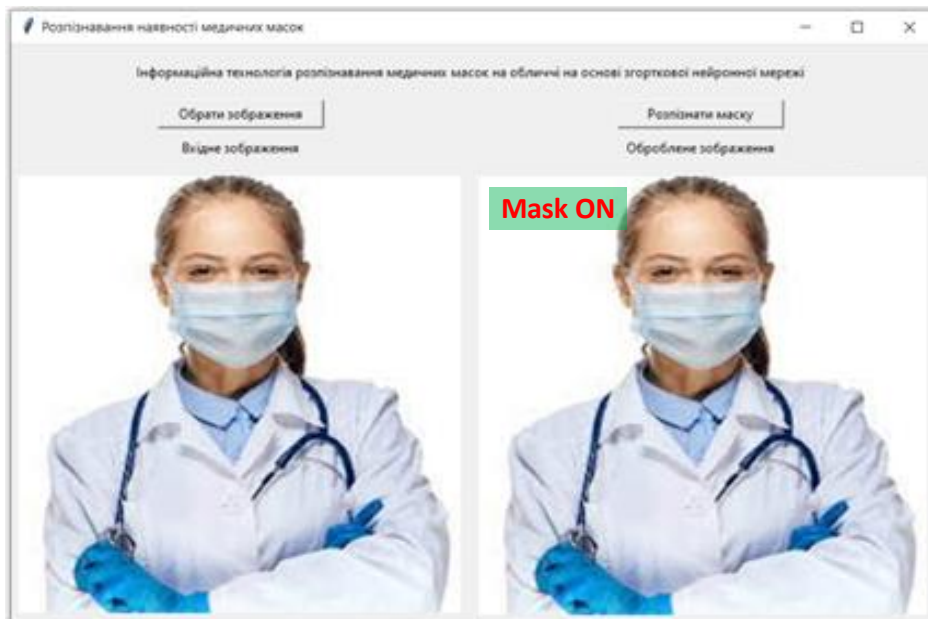 Розпізнавання наявності медичних масок
Інформаційна технологія розпізнавання медичних масок на обличчі на основі згорткової нейронної мережі
Обрати зображення
Розпізнати маску
Вхідне зображення
Оброблене зображення
Mask ON